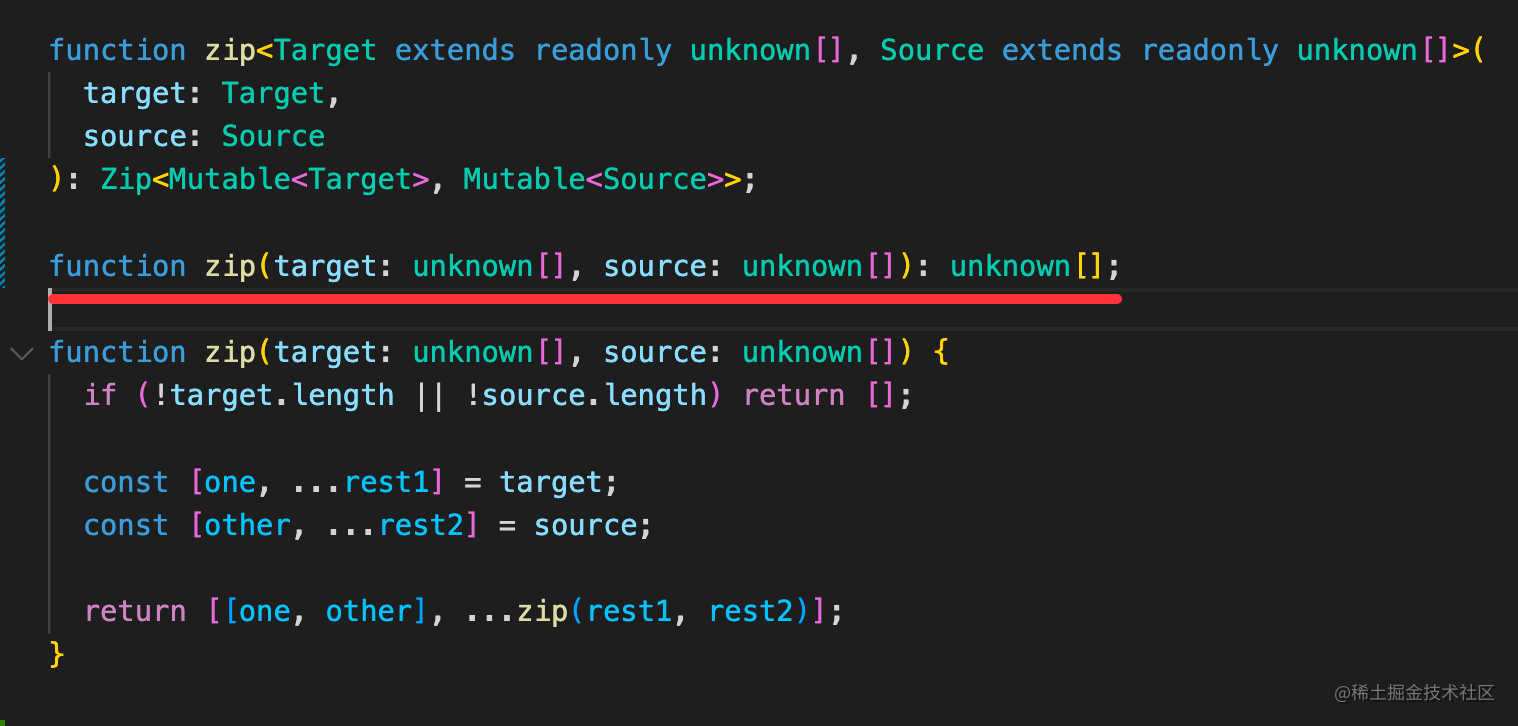 function zip<Target extends readonly unknown[], Source extends readonly unknown[]>(
  target: Target,
  source: Source
): Zip<Mutable<Target>, Mutable<Source>>;
function zip(target: unknown[], source: unknown[]): unknown[];
function zip(target: unknown[], source: unknown[]) {
  if (!target.length || !source.length) return [];
  const [one, ...rest1] = target;
  const [other, ...rest2] = source;
  return [[one, other], ...zip(rest1, rest2)];
}
@稀土掘金技术社区